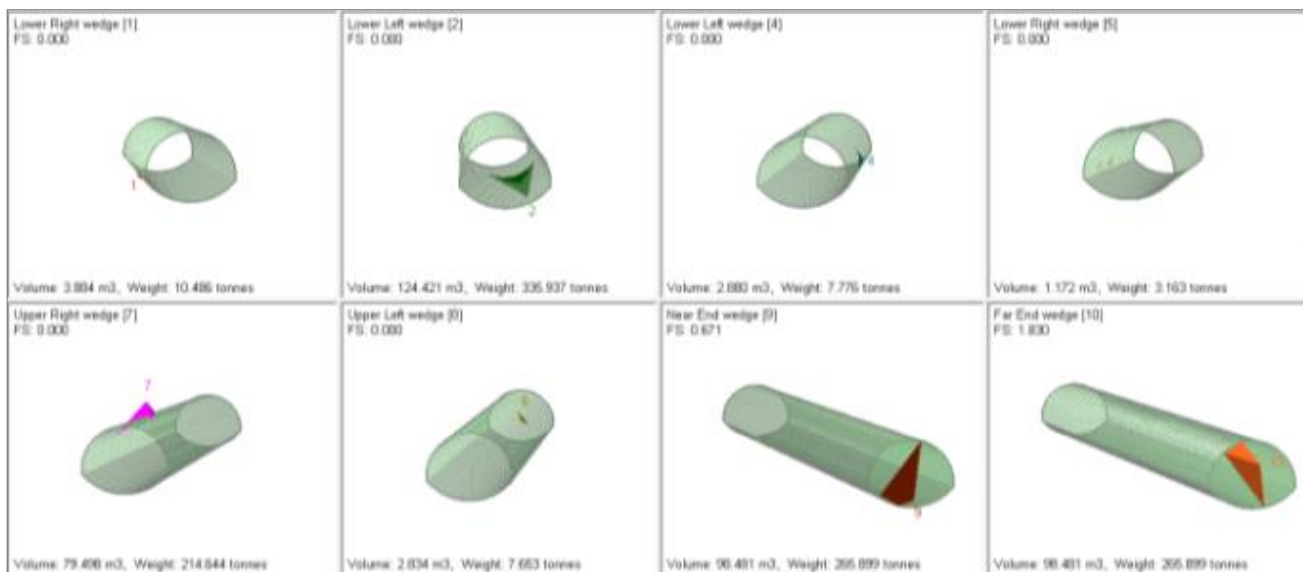 Lower Right wedge [1]
FS: 0.000
1
Volume: 3.884 m3, Weight: 10.486 tonnes
Lower Left wedge [2]
FS: 0.000
2
Volume: 124.421 m3, Weight: 335.937 tonnes
Lower Left wedge [4]
FS: 0.000
4
Volume: 2.880 m3, Weight: 7.776 tonnes
Lower Right wedge [5]
FS: 0.000
Volume: 1.172 m3, Weight: 3.163 tonnes
Upper Right wedge [7]
FS: 0.000
7
Volume: 79.498 m3, Weight: 214.644 tonnes
Upper Left wedge [8]
FS: 0.000
Volume: 2.834 m3, Weight: 7.653 tonnes
Near End wedge [9]
FS: 0.671
9
Volume: 98.481 m3, Weight: 265.899 tonnes
Far End wedge [10]
FS: 1.830
Volume: 98.481 m3, Weight: 265.899 tonnes